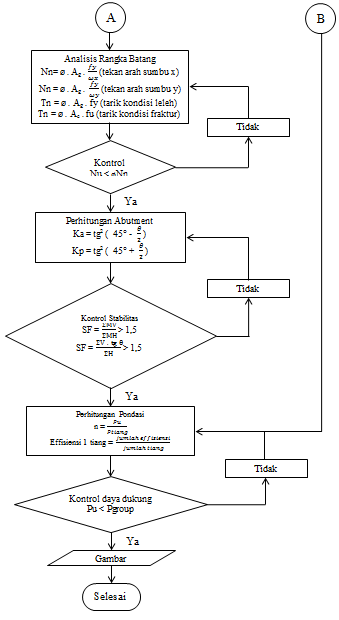 A
B
Analisis Rangka Batang
Nn= ø . Ag . fy/ωx (tekan arah sumbu x)
Nn = ø . Ag . fy/ωy (tekan arah sumbu y)
Tn = ø . Ag . fy (tarik kondisi leleh)
Tn = ø . Ae . fu (tarik kondisi fraktur)
Tidak
Kontrol
Nu < øNn
Ya
Perhitungan Abutment
Ka = tg² ( 45° - θ/2 )
Kp = tg² ( 45° + θ/2 )
Tidak
Kontrol Stabilitas
SF = ΣMV/ΣMH > 1,5
SF = ΣV . tg θ/ΣH > 1,5
Ya
Perhitungan Pondasi
n = Pu/Ptiang
Effisiensi 1 tiang = jumlah effisiensi/jumlah tiang
Tidak
Kontrol daya dukung
Pu < Pgroup
Ya
Gambar
Selesai